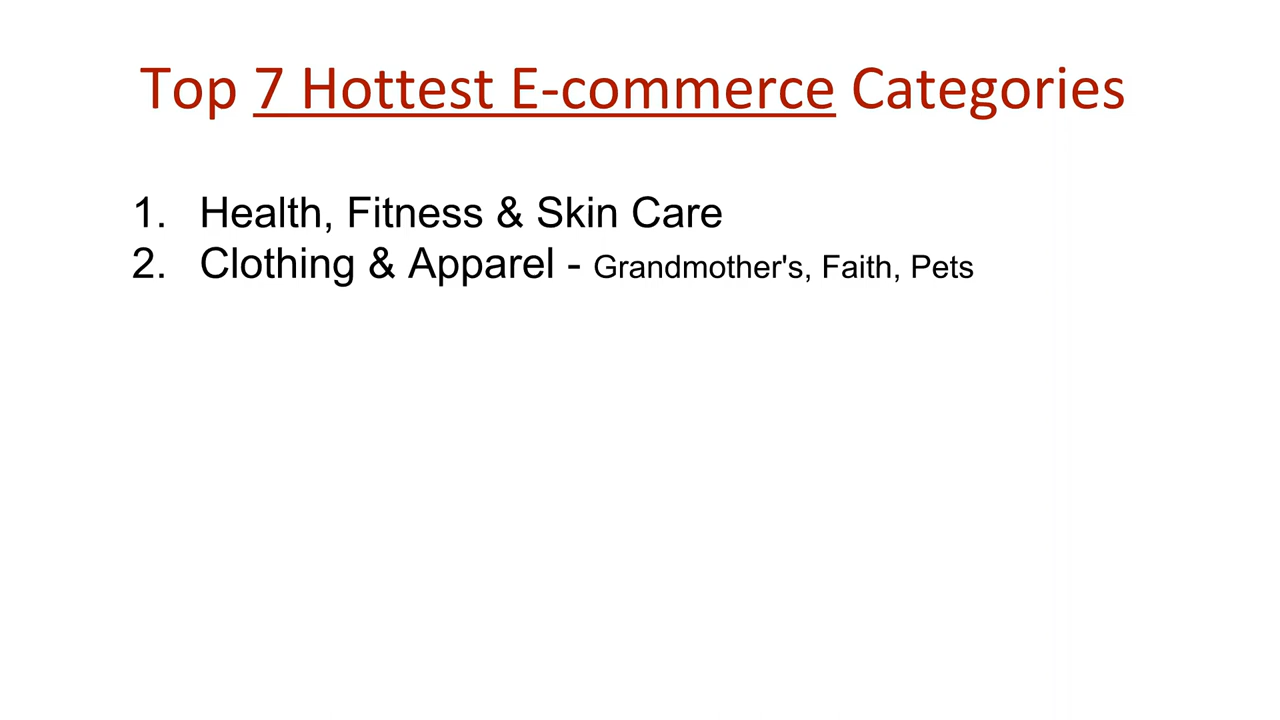 Top 7 Hottest E-commerce Categories
1. Health, Fitness & Skin Care
2. Clothing & Apparel - Grandmother's, Faith, Pets